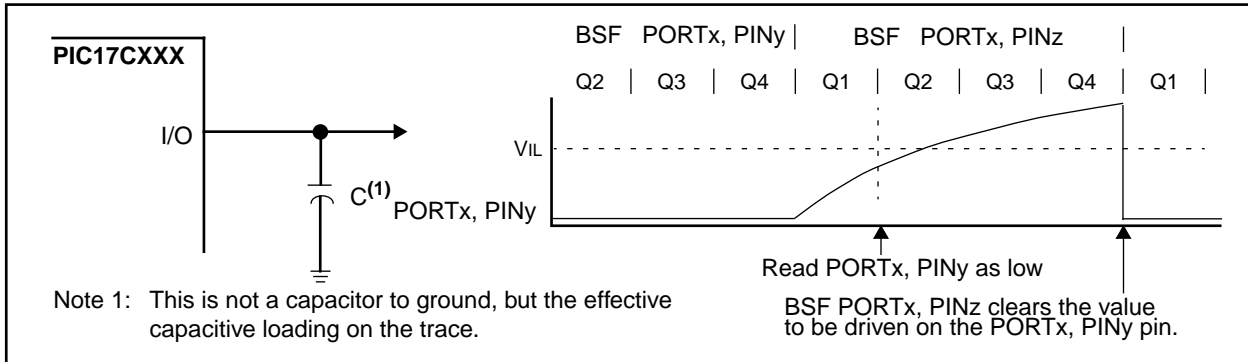 PIC17CXXX
I/O
C(1)
BSF PORTx, PINy | BSF PORTx, PINz |
Q2 | Q3 | Q4 | Q1 | Q2 | Q3 | Q4 | Q1 |
VIL
PORTx, PINy
Read PORTx, PINy as low
BSF PORTx, PINz clears the value
to be driven on the PORTx, PINy pin.
Note 1: This is not a capacitor to ground, but the effective
capacitive loading on the trace.